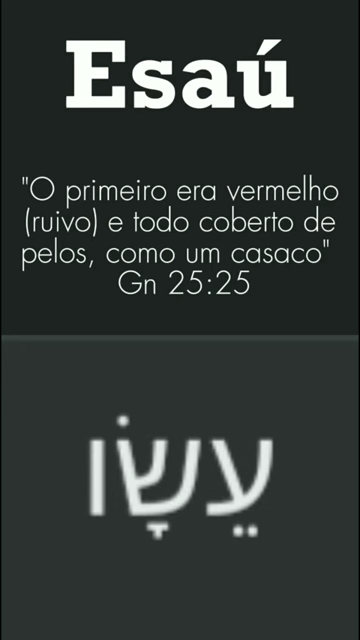 Esaú
"O primeiro era vermelho
(ruivo) e todo coberto de
pelos, como um casaco"
Gn 25:25
עֵשָׂו